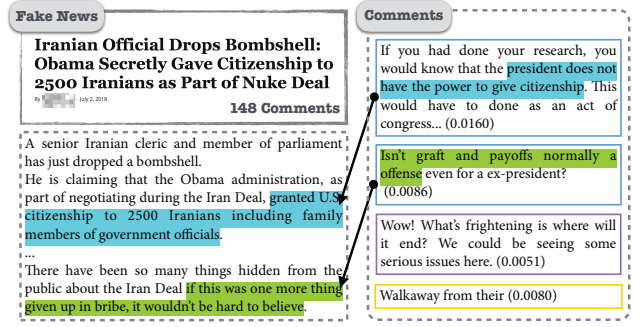 Fake News
Iranian Official Drops Bombshell:
Obama Secretly Gave Citizenship to
2500 Iranians as Part of Nuke Deal
By July 2, 2018
148 Comments
A senior Iranian cleric and member of parliament
has just dropped a bombshell.
He is claiming that the Obama administration, as
part of negotiating during the Iran Deal, granted U.S.
citizenship to 2500 Iranians including family
members of government officials.
...
There have been so many things hidden from the
public about the Iran Deal if this was one more thing
given up in bribe, it wouldn't be hard to believe.
Comments
If you had done your research, you
would know that the president does not
have the power to give citizenship. This
would have to done as an act of
congress... (0.0160)
Isn't graft and payoffs normally a
offense even for a ex-president?
(0.0086)
Wow! What's frightening is where will
it end? We could be seeing some
serious issues here. (0.0051)
Walkaway from their (0.0080)